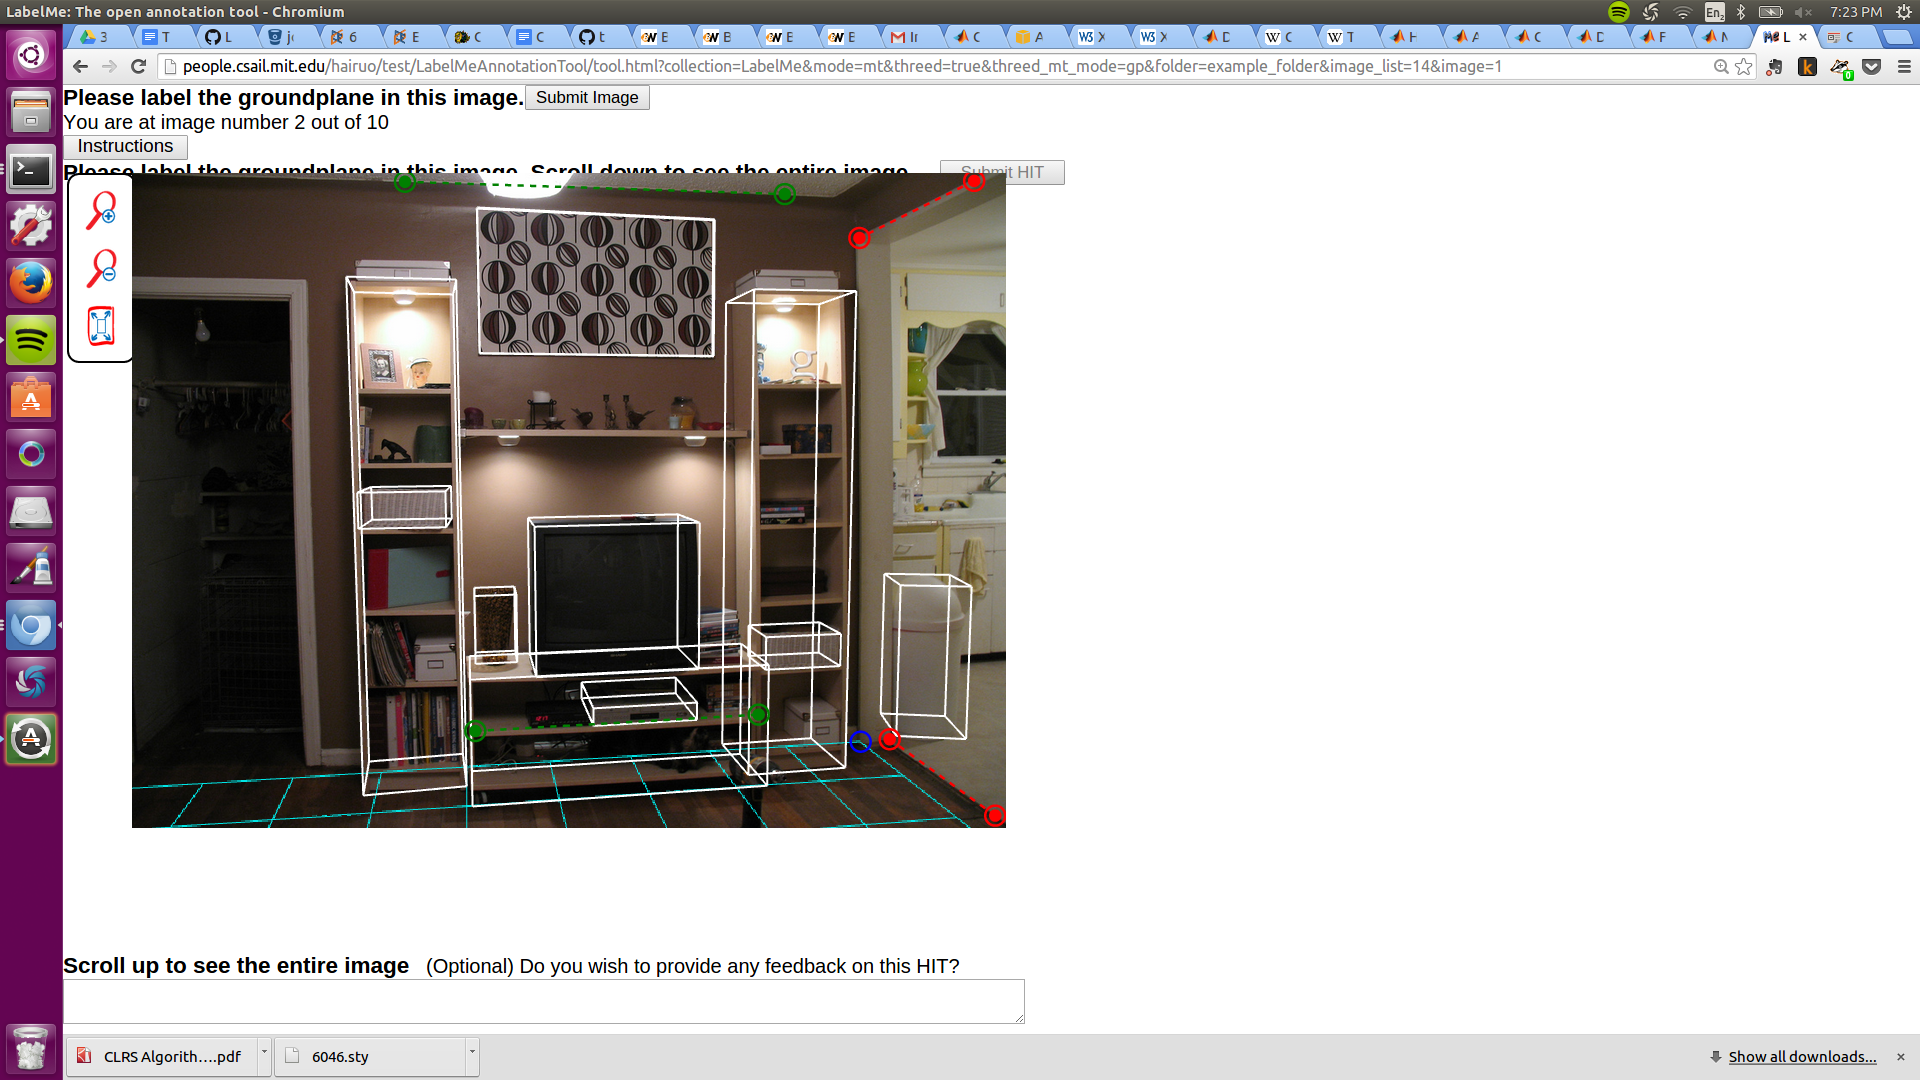 LabelMe: The open annotation tool - Chromium
En2
7:23 PM
3 T L 6 E C C t E B E E Ir C A X X D C T H A C D F L × C
people.csail.mit.edu/hairuo/test/LabelMeAnnotationTool/tool.html?collection=LabelMe&mode=mt&threed=true&threed_mt_mode=gp&folder=example_folder&image_list=14&image=1
Please label the groundplane in this image. Submit Image
You are at image number 2 out of 10
Instructions
Please label the groundplane in this image. Scroll down to see the entire image. Submit HIT
g
Scroll up to see the entire image (Optional) Do you wish to provide any feedback on this HIT?
CLRS Algorith....pdf
6046.sty
Show all downloads...